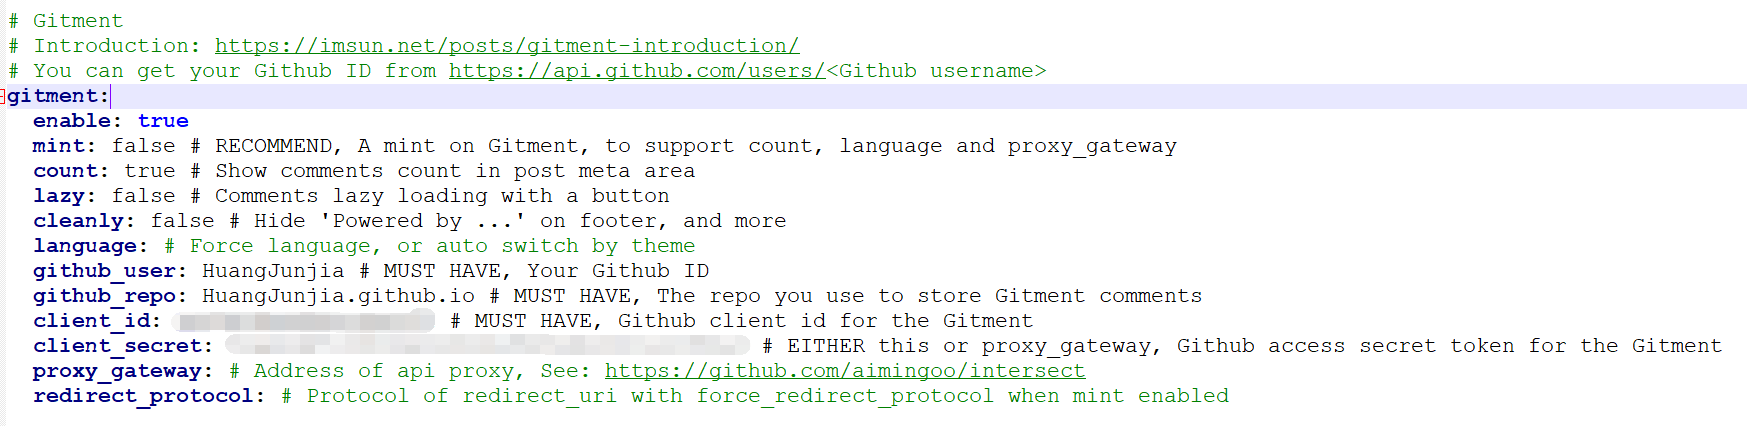 # Gitment
# Introduction: https://imsun.net/posts/gitment-introduction/
# You can get your Github ID from https://api.github.com/users/<Github username>
gitment:
  enable: true
  mint: false # RECOMMEND, A mint on Gitment, to support count, language and proxy_gateway
  count: true # Show comments count in post meta area
  lazy: false # Comments lazy loading with a button
  cleanly: false # Hide 'Powered by ...' on footer, and more
  language: # Force language, or auto switch by theme
  github_user: HuangJunjia # MUST HAVE, Your Github ID
  github_repo: HuangJunjia.github.io # MUST HAVE, The repo you use to store Gitment comments
  client_id: # MUST HAVE, Github client id for the Gitment
  client_secret: # EITHER this or proxy_gateway, Github access secret token for the Gitment
  proxy_gateway: # Address of api proxy, See: https://github.com/aimingoo/intersect
  redirect_protocol: # Protocol of redirect_uri with force_redirect_protocol when mint enabled